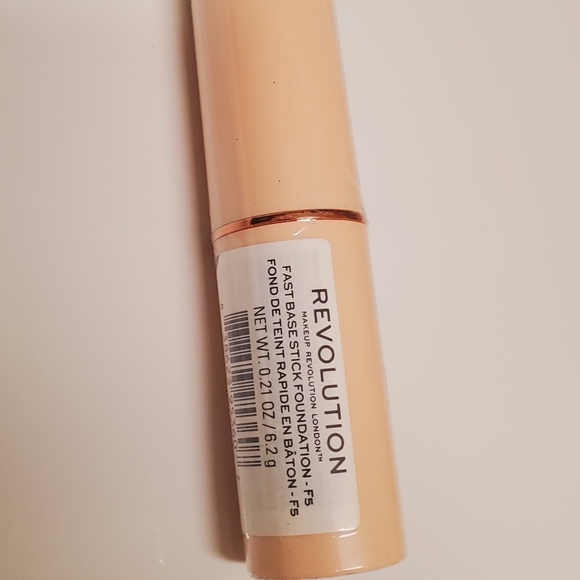 REVOLUTION
MAKEUP REVOLUTION LONDON™
FAST BASE STICK FOUNDATION - F5
FOND DE TEINT RAPIDE EN BÂTON - F5
NET WT. 0.21 OZ / 6.2 g